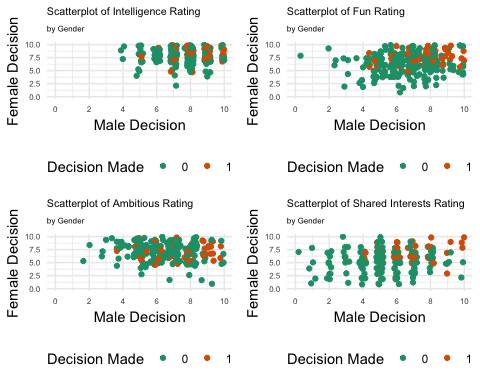 Scatterplot of Intelligence Rating
by Gender
Female Decision
10.0
7.5
5.0
2.5
0.0
0 2 4 6 8 10
Male Decision
Decision Made 0 1
Scatterplot of Fun Rating
by Gender
Female Decision
10.0
7.5
5.0
2.5
0.0
0 2 4 6 8 10
Male Decision
Decision Made 0 1
Scatterplot of Ambitious Rating
by Gender
Female Decision
10.0
7.5
5.0
2.5
0.0
0 2 4 6 8 10
Male Decision
Decision Made 0 1
Scatterplot of Shared Interests Rating
by Gender
Female Decision
10.0
7.5
5.0
2.5
0.0
0 2 4 6 8 10
Male Decision
Decision Made 0 1